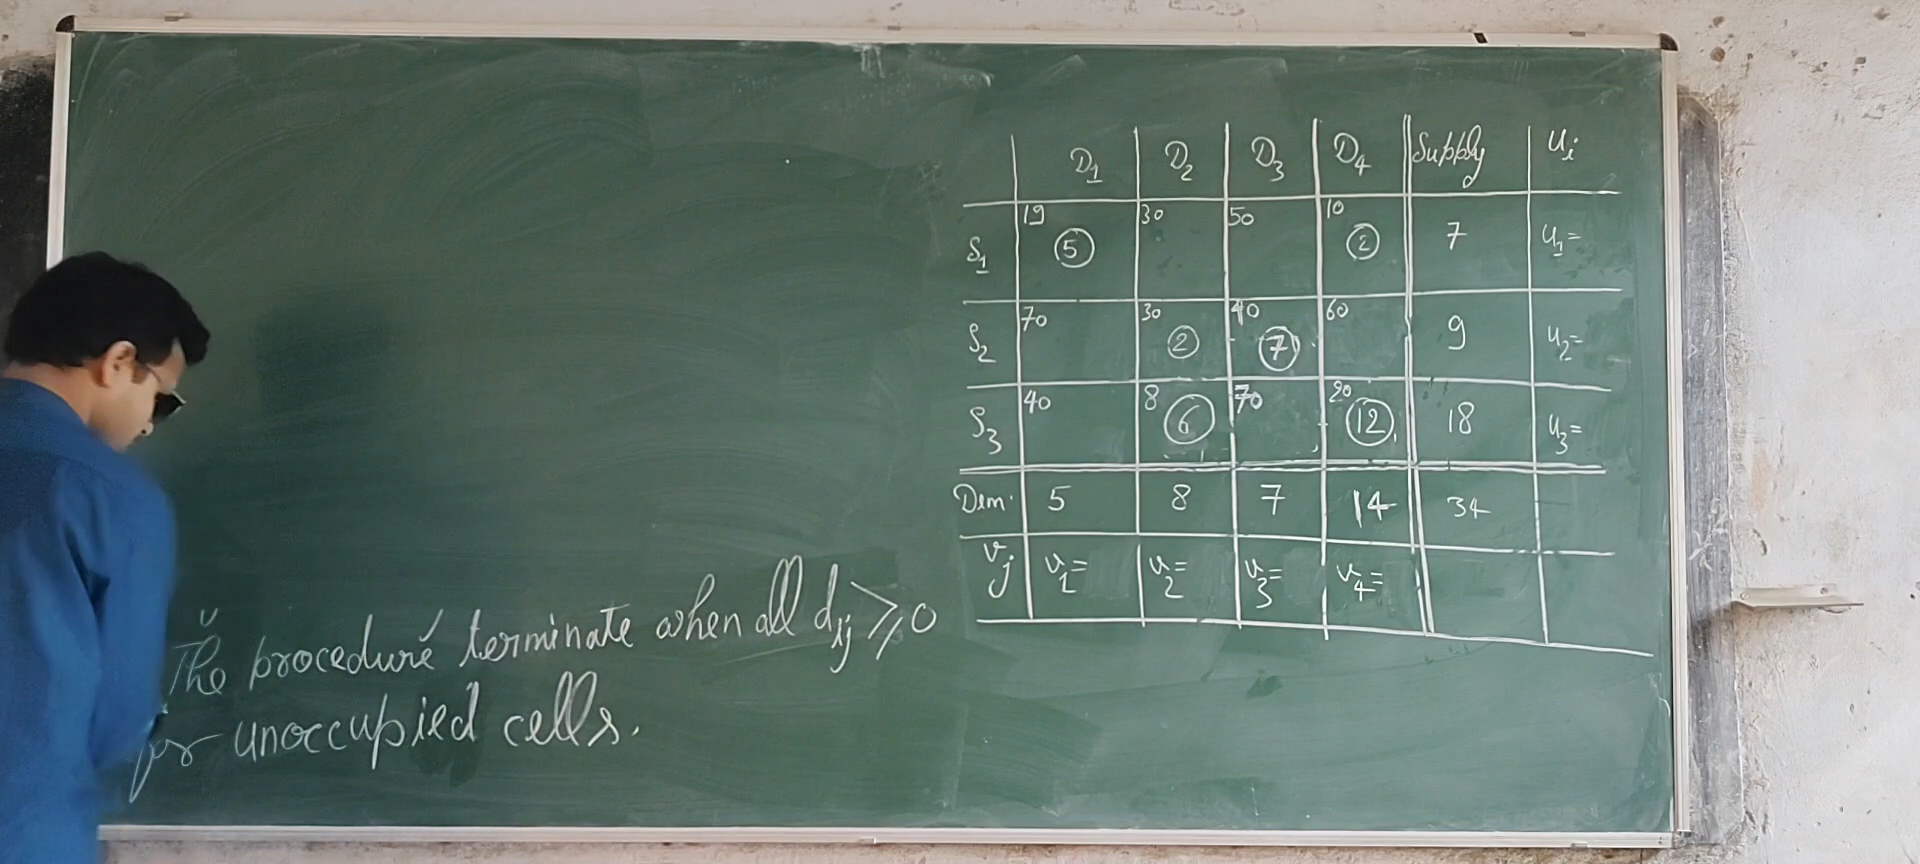 The procedure terminate when all dij ⩾ 0
for unoccupied cells.
D1 D2 D3 D4 Supply ui
S1 19 5 30 50 10 2 7 u1=
S2 70 30 2 40 7 60 9 u2=
S3 40 8 6 70 20 12 18 u3=
Dem. 5 8 7 14 34
vj v1= v2= v3= v4=